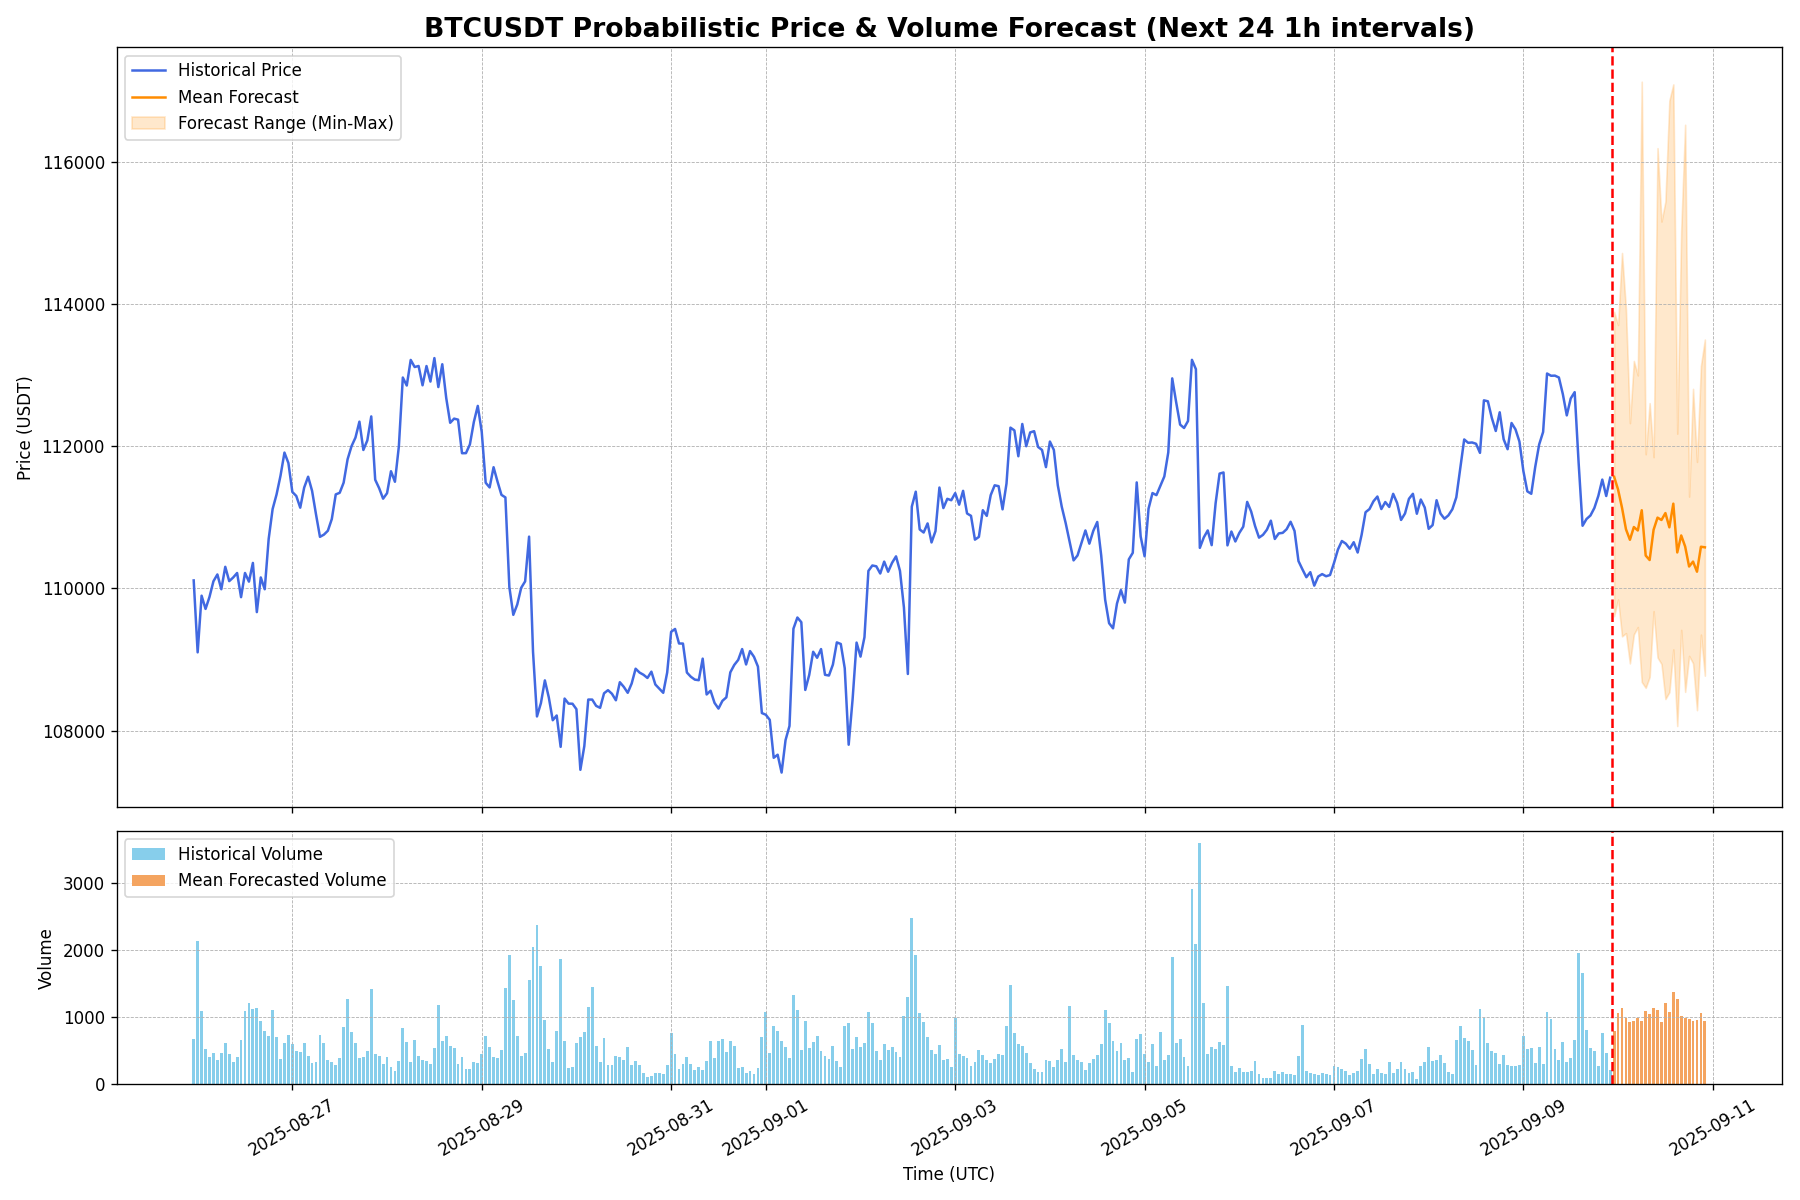 BTCUSDT Probabilistic Price & Volume Forecast (Next 24 1h intervals)
Historical Price
Mean Forecast
Forecast Range (Min-Max)
Price (USDT)
116000
114000
112000
110000
108000
Historical Volume
Mean Forecasted Volume
Volume
3000
2000
1000
0
2025-08-27
2025-08-29
2025-08-31
2025-09-01
2025-09-03
2025-09-05
2025-09-07
2025-09-09
2025-09-11
Time (UTC)